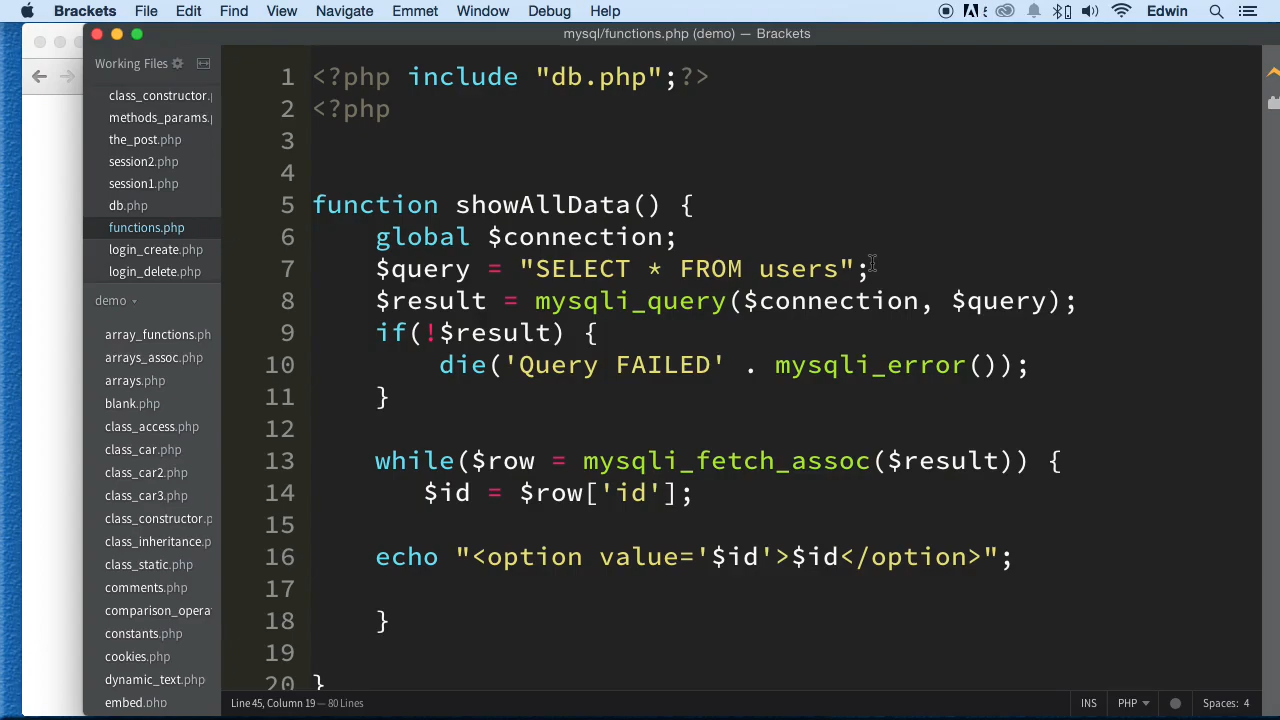 Brackets File Edit Find View Navigate Emmet Window Debug Help Edwin
mysql/functions.php (demo) — Brackets
Working Files
class_constructor.p
methods_params.p
the_post.php
session2.php
session1.php
db.php
functions.php
login_create.php
login_delete.php
demo
array_functions.ph
arrays_assoc.php
arrays.php
blank.php
class_access.php
class_car.php
class_car2.php
class_car3.php
class_constructor.p
class_inheritance.p
class_static.php
comments.php
comparison_opera
constants.php
cookies.php
dynamic_text.php
embed.php
1 <?php include "db.php";?>
2 <?php
3
4
5 function showAllData() {
6 global $connection;
7 $query = "SELECT * FROM users";
8 $result = mysqli_query($connection, $query);
9 if(!$result) {
10 die('Query FAILED' . mysqli_error());
11 }
12
13 while($row = mysqli_fetch_assoc($result)) {
14 $id = $row['id'];
15
16 echo "<option value='$id'>$id</option>";
17
18 }
19
20 }
Line 45, Column 19 — 80 Lines INS PHP Spaces: 4